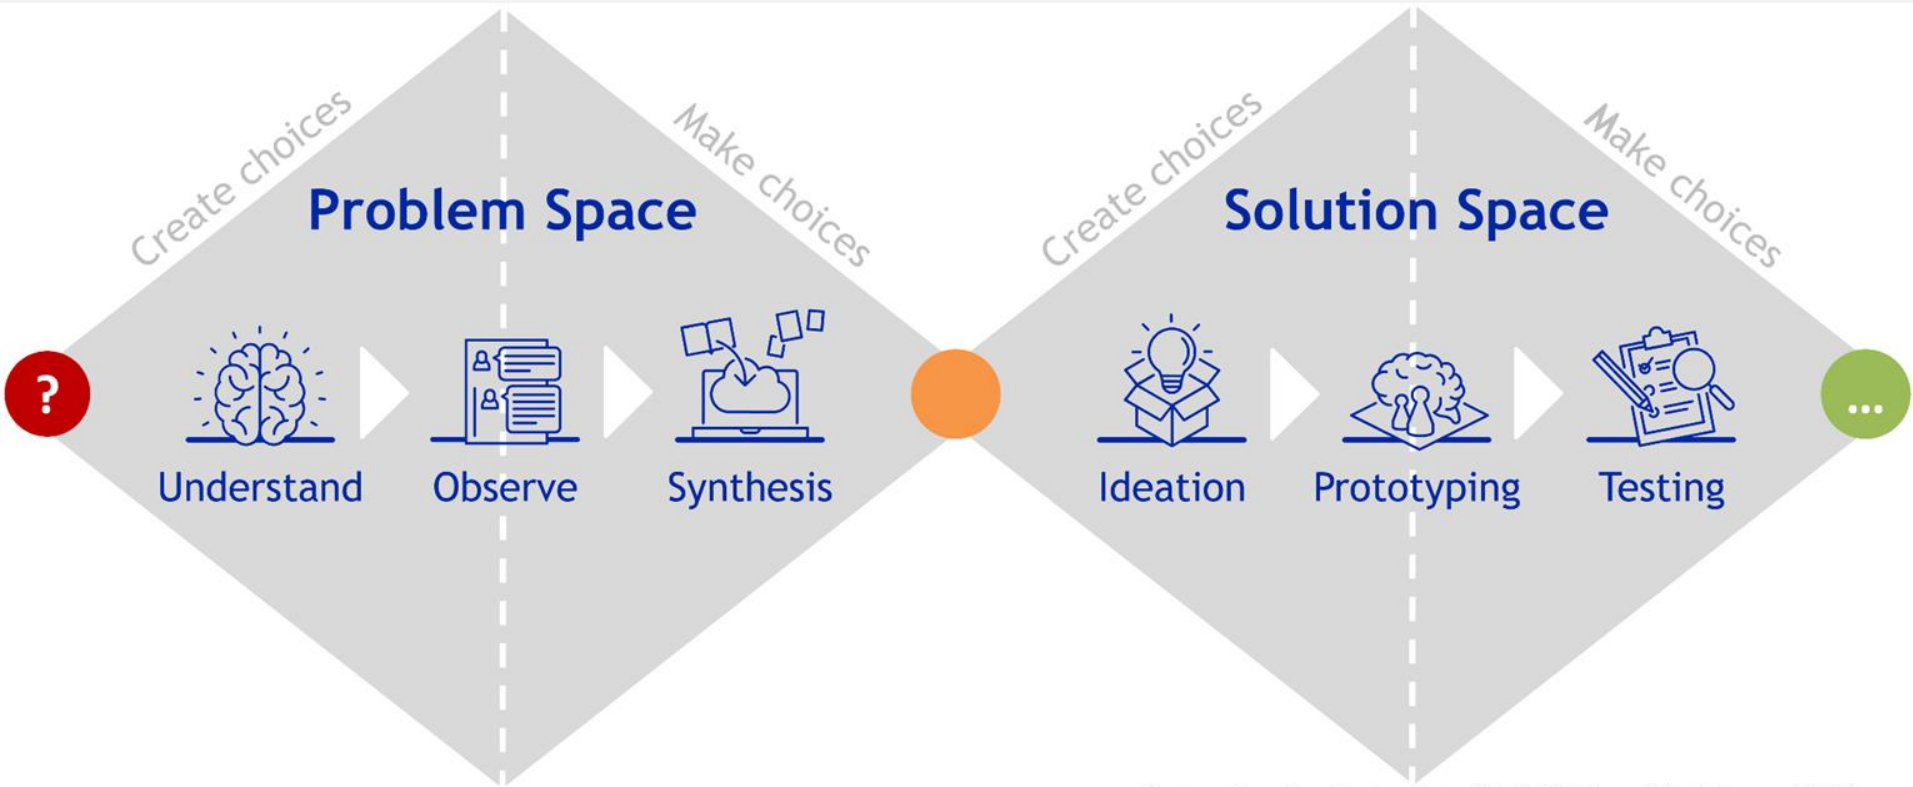 Create choices
Make choices
Problem Space
?
Understand
Observe
Synthesis
Create choices
Make choices
Solution Space
Ideation
Prototyping
Testing
...